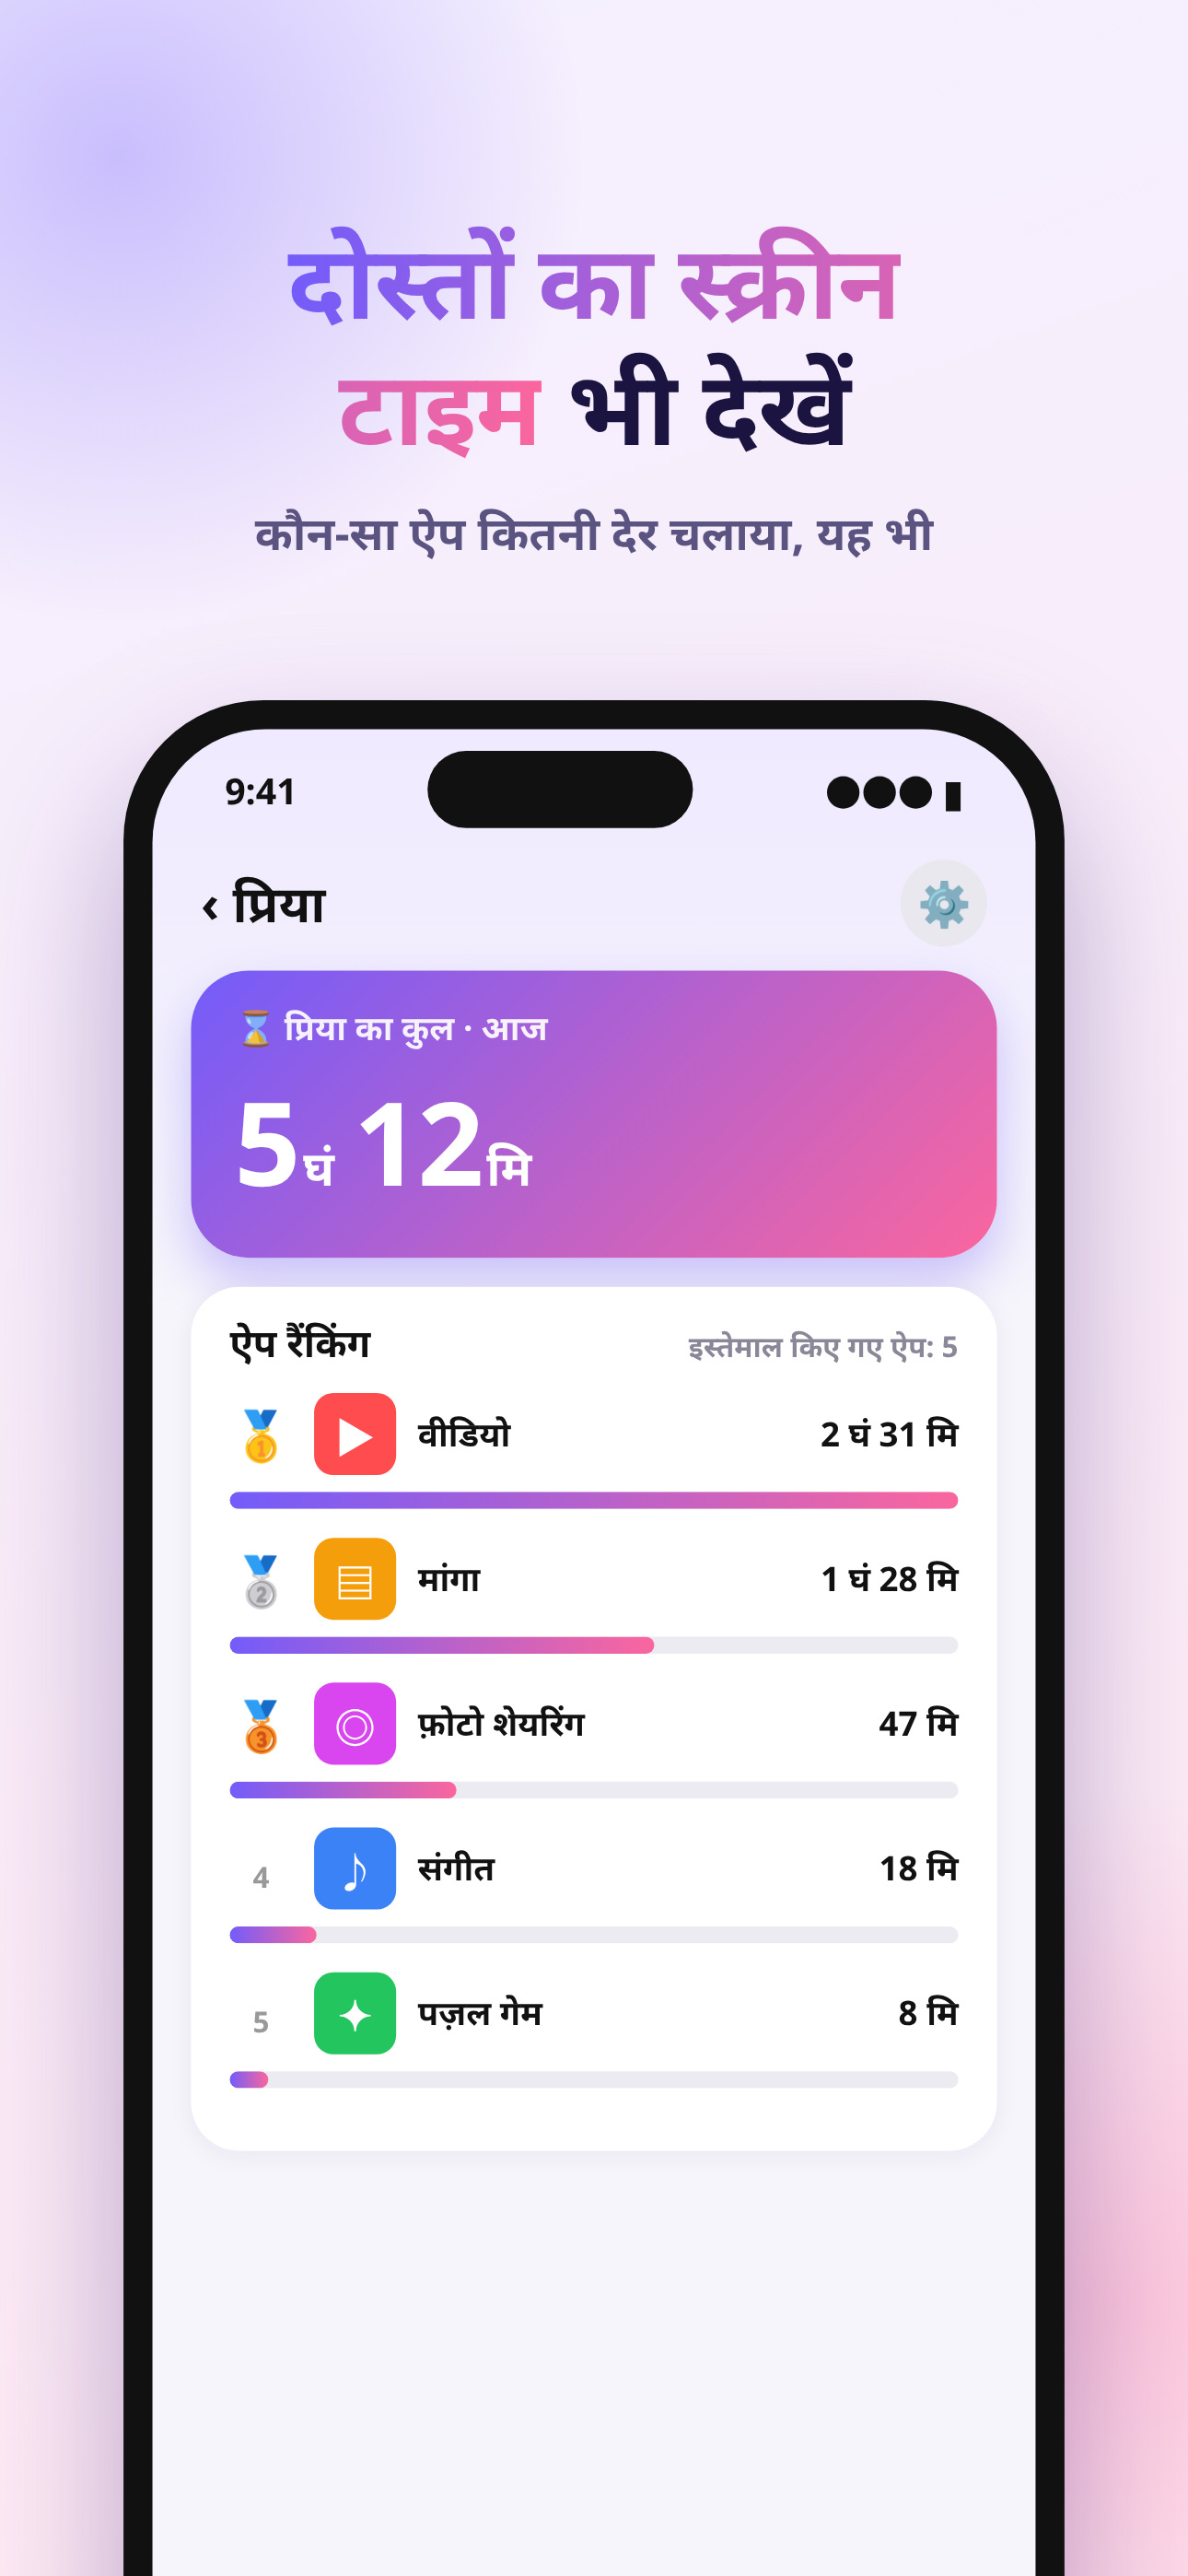 दोस्तों का स्क्रीन
टाइम भी देखें
कौन-सा ऐप कितनी देर चलाया, यह भी
9:41
‹ प्रिया
⌛ प्रिया का कुल · आज
5घं 12मि
ऐप रैंकिंग
इस्तेमाल किए गए ऐप: 5
🥇 वीडियो 2 घं 31 मि
🥈 मांगा 1 घं 28 मि
🥉 फ़ोटो शेयरिंग 47 मि
4 संगीत 18 मि
5 पज़ल गेम 8 मि